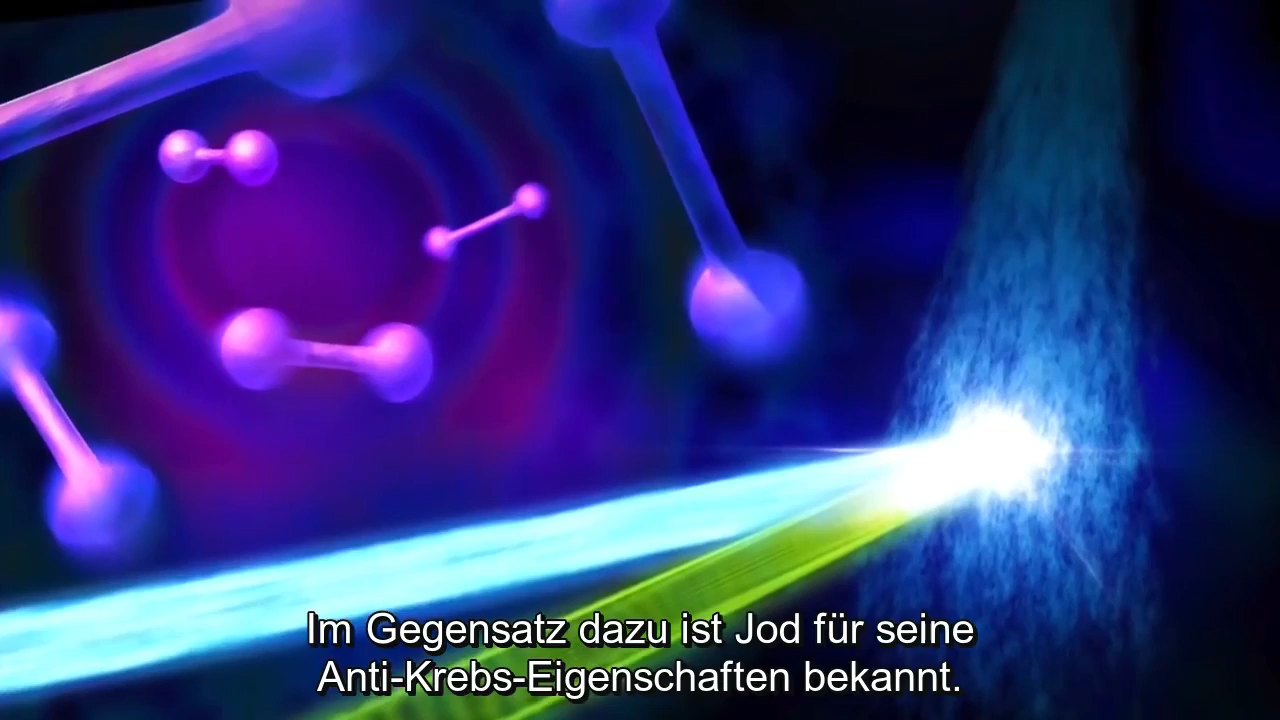 Im Gegensatz dazu ist Jod für seine
Anti-Krebs-Eigenschaften bekannt.